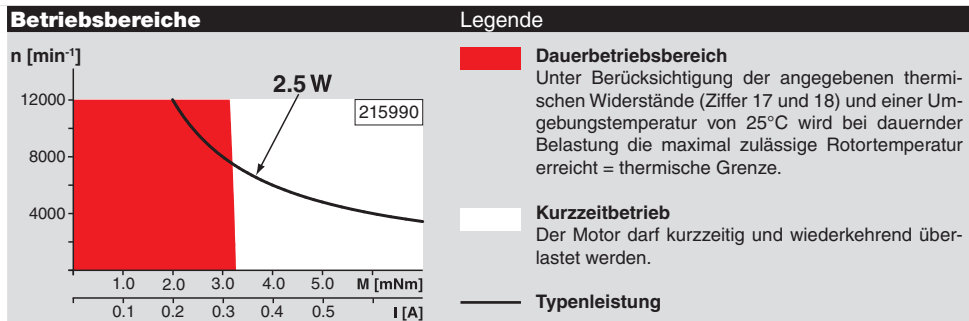 Betriebsbereiche
Legende
n [min-1]
2.5 W
215990
12000
8000
4000
1.0 2.0 3.0 4.0 5.0 M [mNm]
0.1 0.2 0.3 0.4 0.5 I [A]
Dauerbetriebsbereich
Unter Berücksichtigung der angegebenen thermi-
schen Widerstände (Ziffer 17 und 18) und einer Um-
gebungstemperatur von 25°C wird bei dauernder
Belastung die maximal zulässige Rotortemperatur
erreicht = thermische Grenze.
Kurzzeitbetrieb
Der Motor darf kurzzeitig und wiederkehrend über-
lastet werden.
Typenleistung